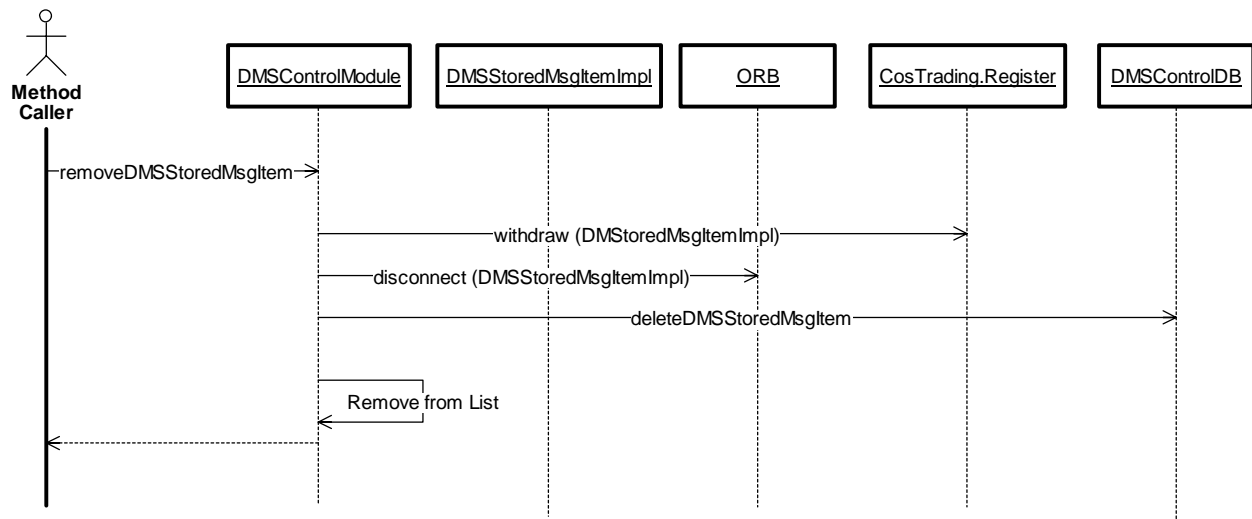 DMSControlModule
DMSStoredMsgItemImpl
ORB
CosTrading.Register
DMSControlDB
Method
Caller
removeDMSStoredMsgItem
withdraw (DMStoredMsgItemImpl)
disconnect (DMSStoredMsgItemImpl)
deleteDMSStoredMsgItem
Remove from List